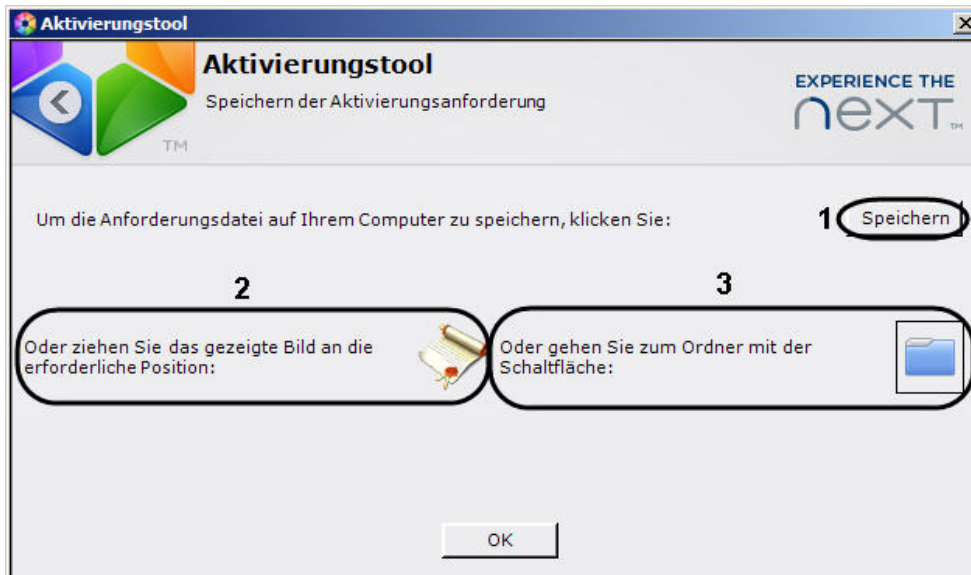 Aktivierungstool
Aktivierungstool
Speichern der Aktivierungsanforderung
EXPERIENCE THE
next™
TM
Um die Anforderungsdatei auf Ihrem Computer zu speichern, klicken Sie:
1
Speichern
2
3
Oder ziehen Sie das gezeigte Bild an die
erforderliche Position:
Oder gehen Sie zum Ordner mit der
Schaltfläche:
OK